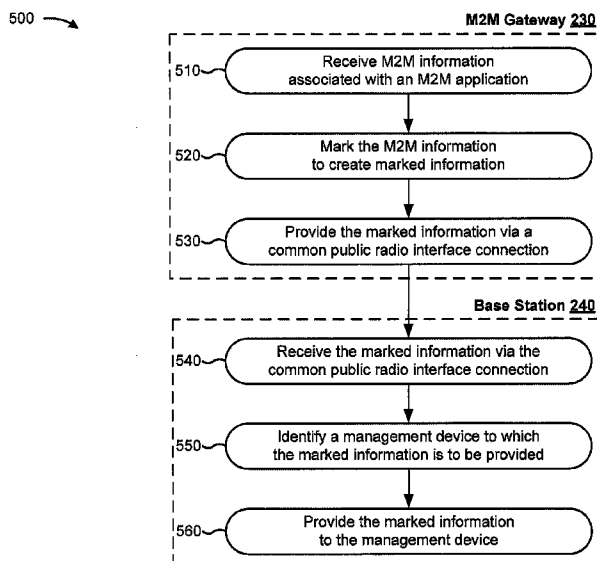 500
M2M Gateway 230
510
Receive M2M information
associated with an M2M application
520
Mark the M2M information
to create marked information
530
Provide the marked information via a
common public radio interface connection
Base Station 240
540
Receive the marked information via the
common public radio interface connection
550
Identify a management device to which
the marked information is to be provided
560
Provide the marked information
to the management device